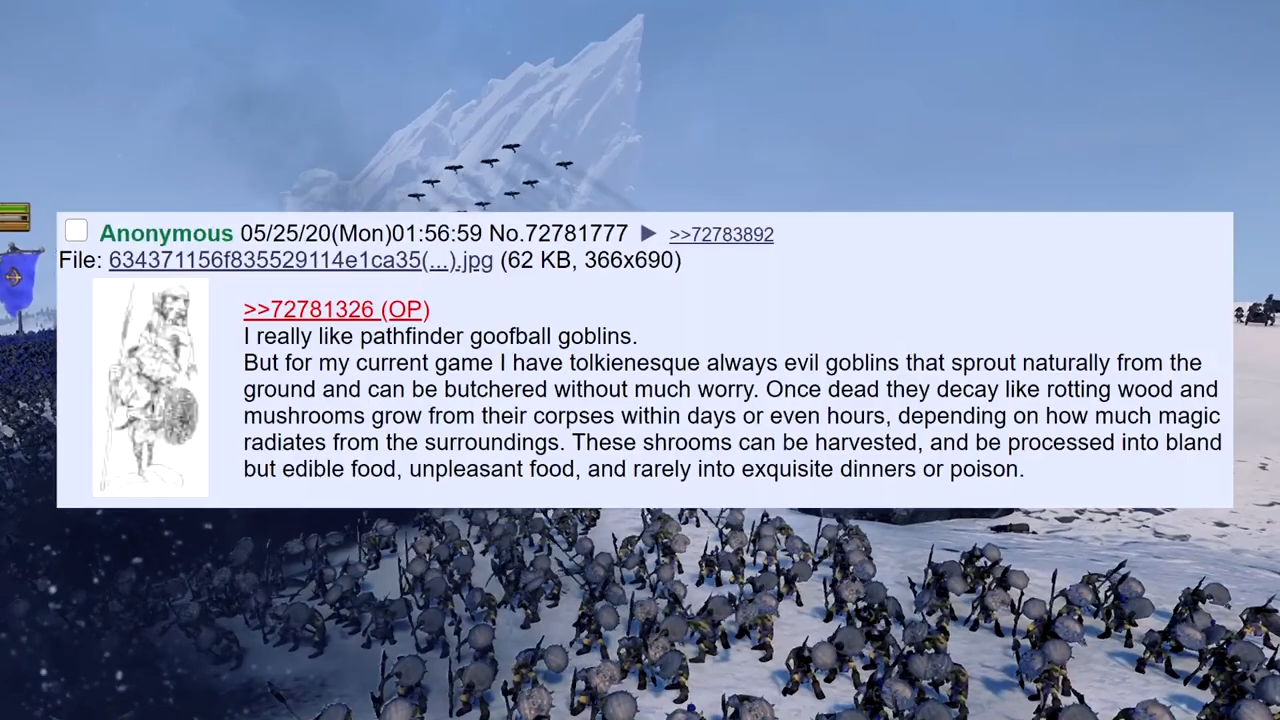 Anonymous 05/25/20(Mon)01:56:59 No.72781777 ▶ >>72783892
File: 634371156f835529114e1ca35(...).jpg (62 KB, 366x690)
>>72781326 (OP)
I really like pathfinder goofball goblins.
But for my current game I have tolkienesque always evil goblins that sprout naturally from the
ground and can be butchered without much worry. Once dead they decay like rotting wood and
mushrooms grow from their corpses within days or even hours, depending on how much magic
radiates from the surroundings. These shrooms can be harvested, and be processed into bland
but edible food, unpleasant food, and rarely into exquisite dinners or poison.